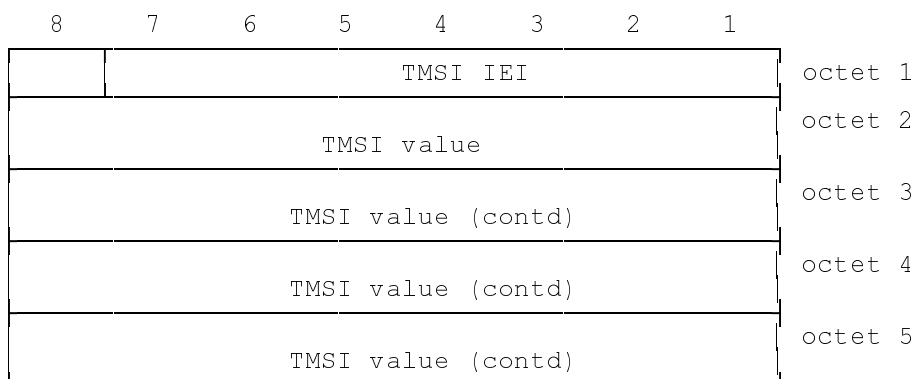 8 7 6 5 4 3 2 1
TMSI IEI octet 1
octet 2
TMSI value
octet 3
TMSI value (contd)
octet 4
TMSI value (contd)
octet 5
TMSI value (contd)